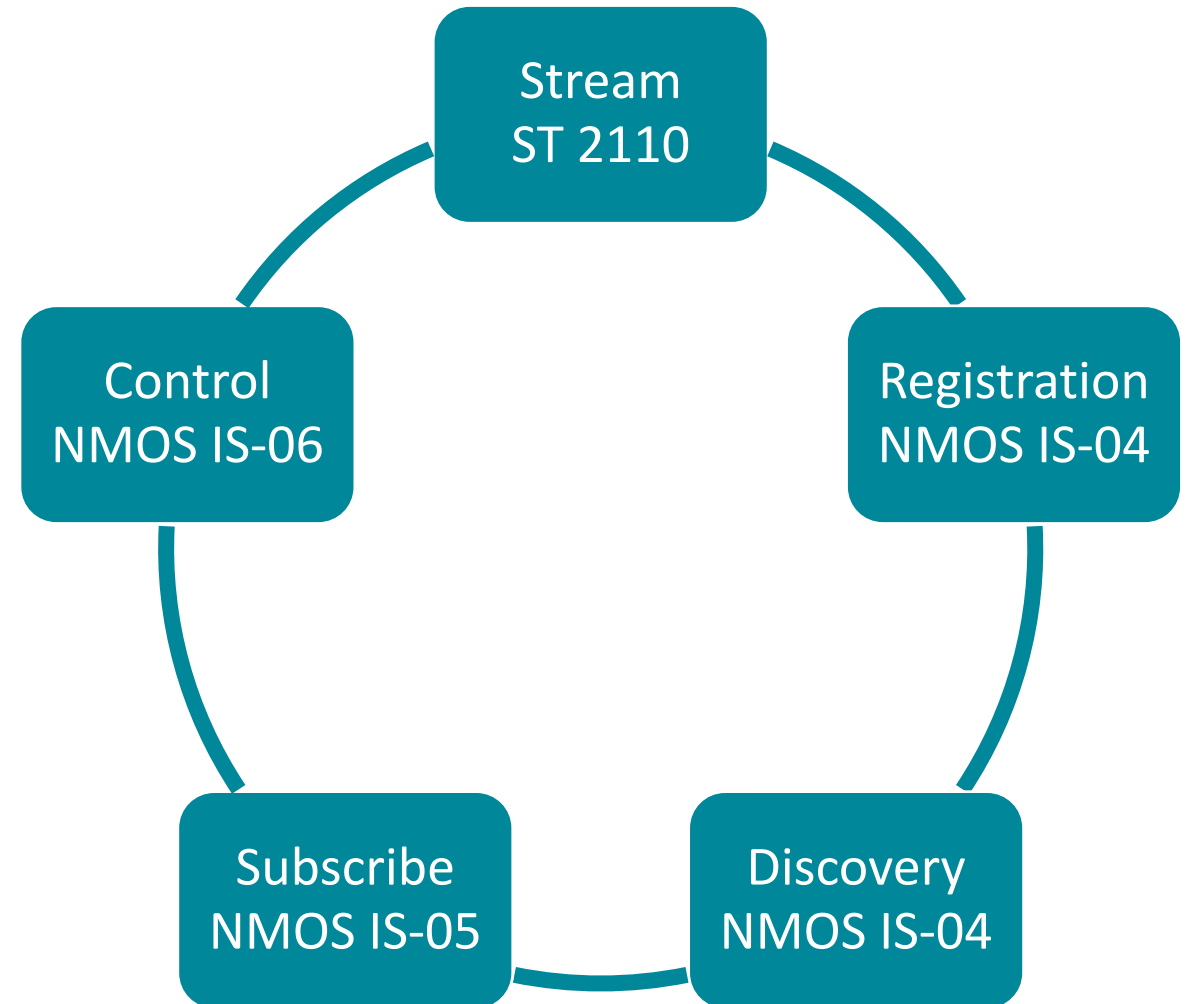 Stream
ST 2110
Registration
NMOS IS-04
Discovery
NMOS IS-04
Subscribe
NMOS IS-05
Control
NMOS IS-06